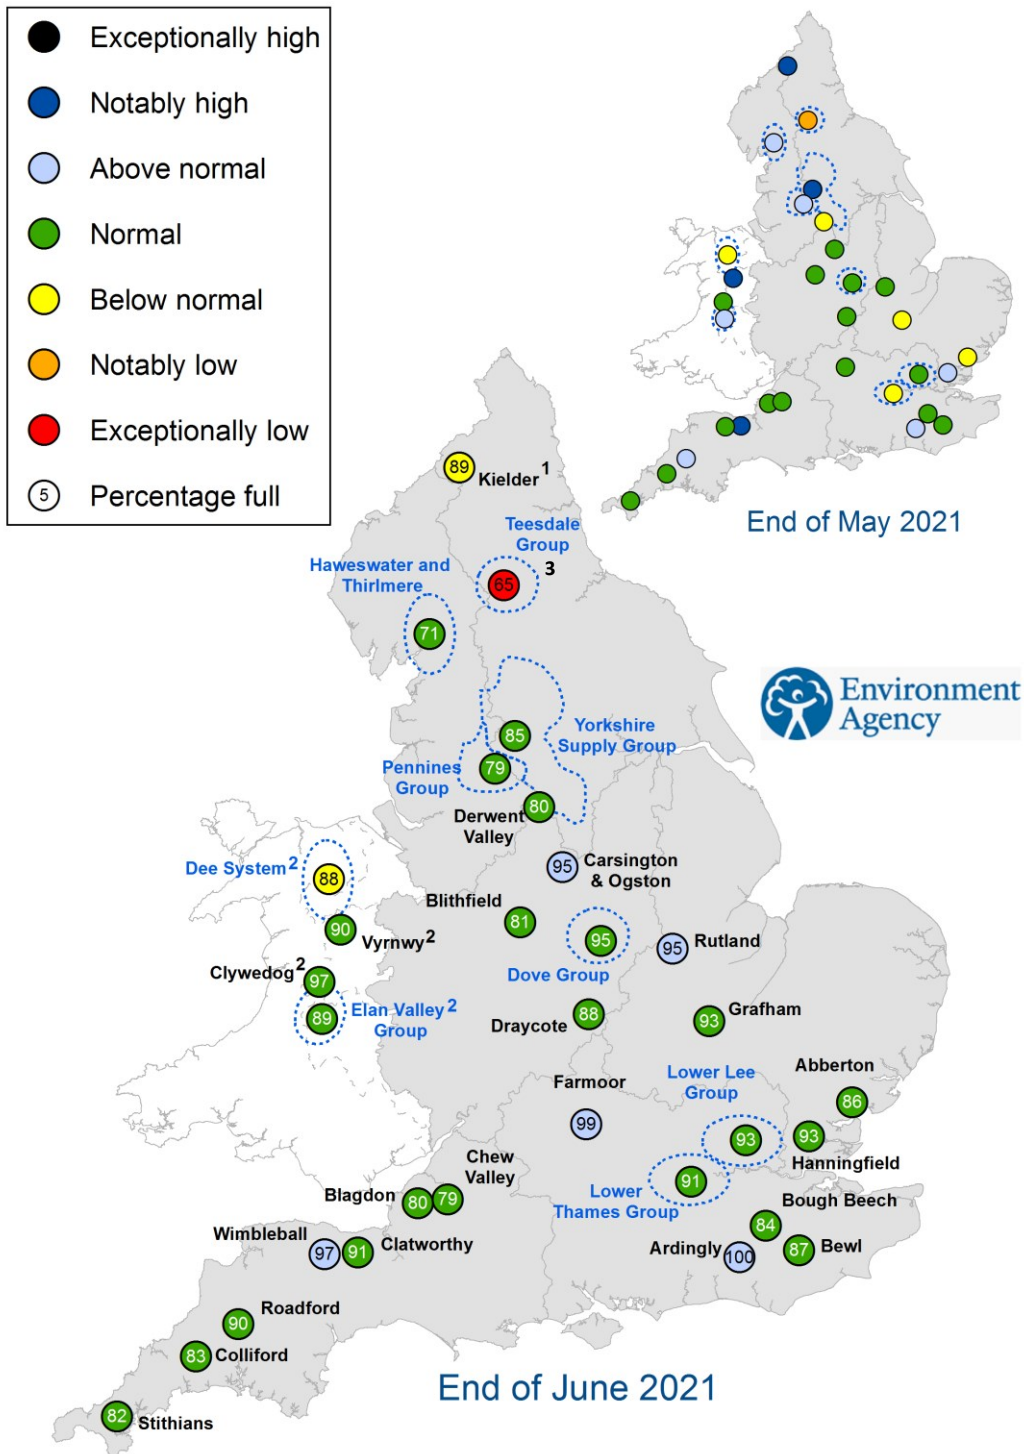 Exceptionally high
Notably high
Above normal
Normal
Below normal
Notably low
Exceptionally low
5 Percentage full
End of May 2021
89
Kielder 1
Teesdale
Group
3
65
Haweswater and
Thirlmere
71
Environment
Agency
85
Yorkshire
Supply Group
Pennines
Group
79
80
Derwent
Valley
95
Carsington
& Ogston
Dee System 2
88
Blithfield
81
90
Vyrnwy 2
95
Dove Group
95
Rutland
Clywedog 2
97
89
Elan Valley 2
Group
88
Draycote
93
Grafham
Abberton
86
Farmoor
99
Lower Lee
Group
93
93
Hanningfield
Chew
Valley
79
Blagdon
80
91
Lower
Thames Group
Bough Beech
84
Wimbleball
97
91
Clatworthy
Ardingly
100
87
Bewl
90
Roadford
83
Colliford
End of June 2021
82
Stithians